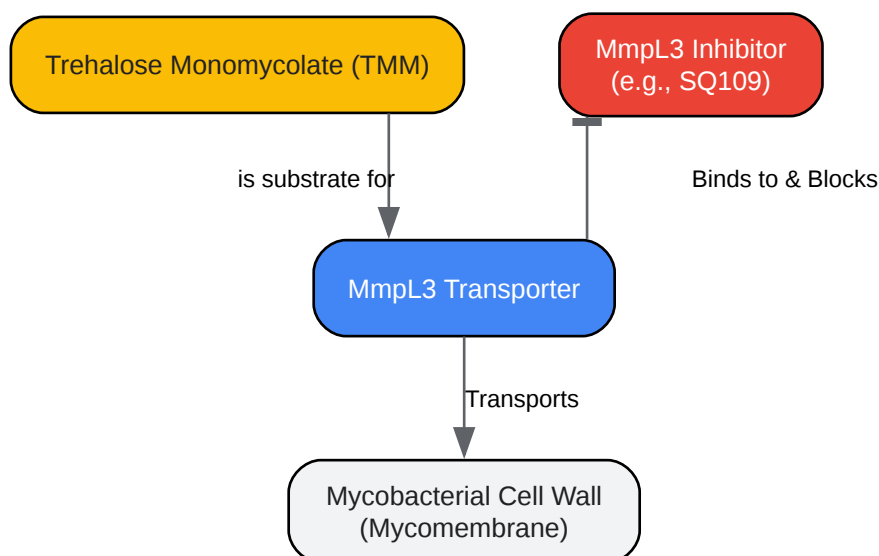 Trehalose Monomycolate (TMM)
MmpL3 Inhibitor
(e.g., SQ109)
is substrate for
Binds to & Blocks
MmpL3 Transporter
Transports
Mycobacterial Cell Wall
(Mycomembrane)